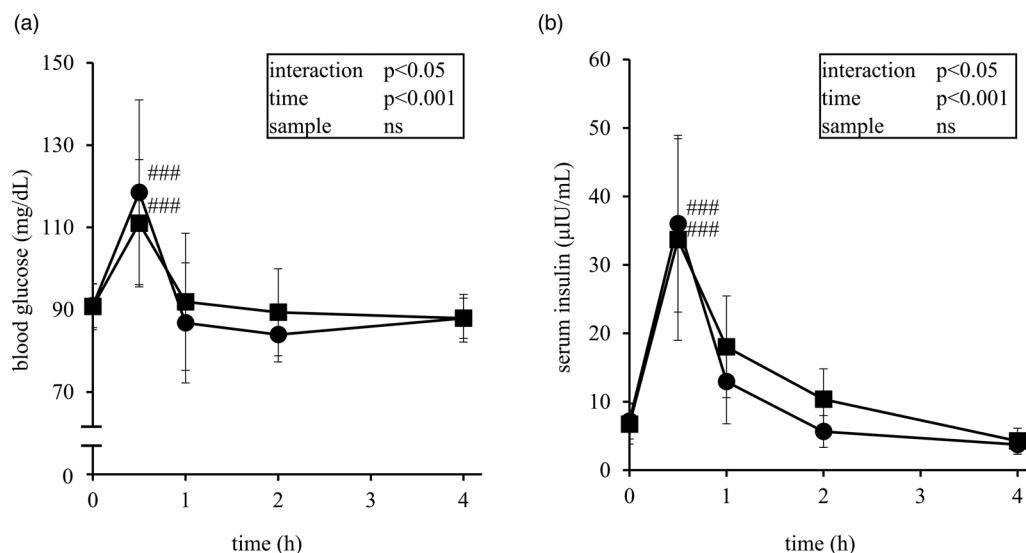 (a)
150
130
110
90
70
0
blood glucose (mg/dL)
interaction p<0.05
time p<0.001
sample ns
###
###
0 1 2 3 4
time (h)
(b)
60
50
40
30
20
10
0
serum insulin (µIU/mL)
interaction p<0.05
time p<0.001
sample ns
###
###
0 1 2 3 4
time (h)